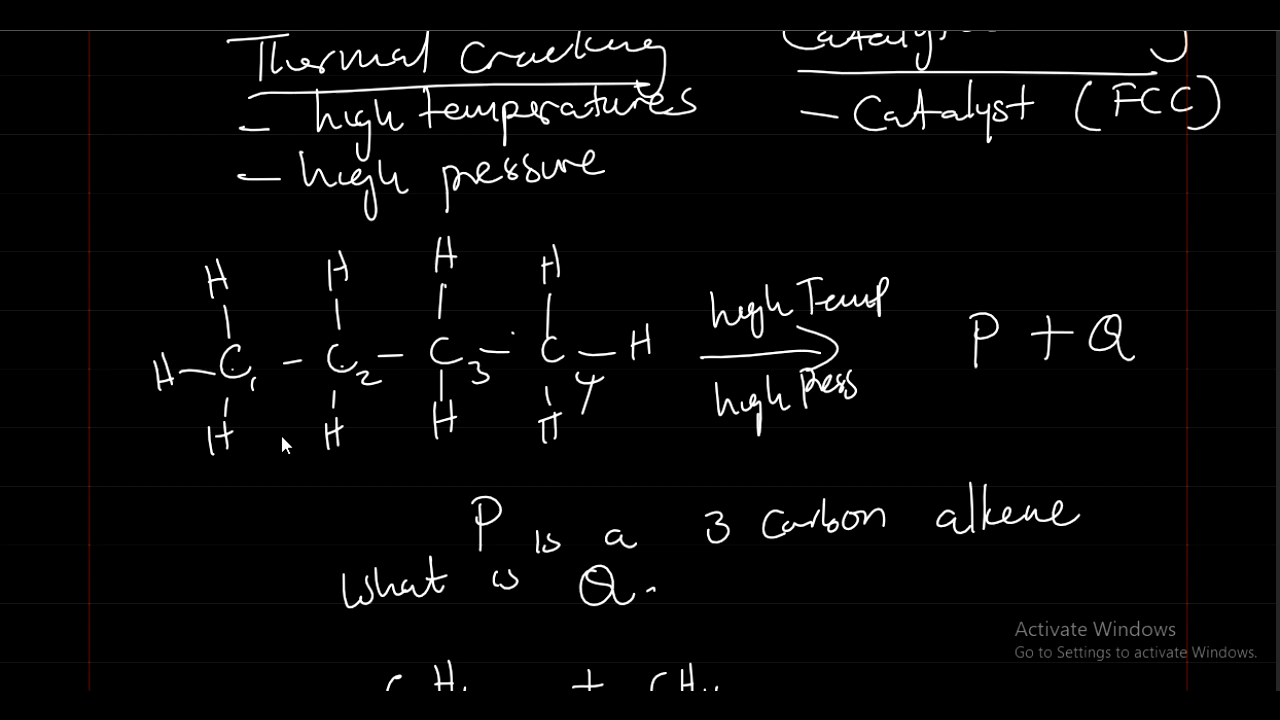 Thermal Cracking
- high temperatures
- high pressure
- Catalyst (FCC)
H H H H
H - C1 - C2 - C3 - C4 - H
H H H H
high Temp
high Press
P + Q
P is a 3 carbon alkene
What is Q.
Activate Windows
Go to Settings to activate Windows.